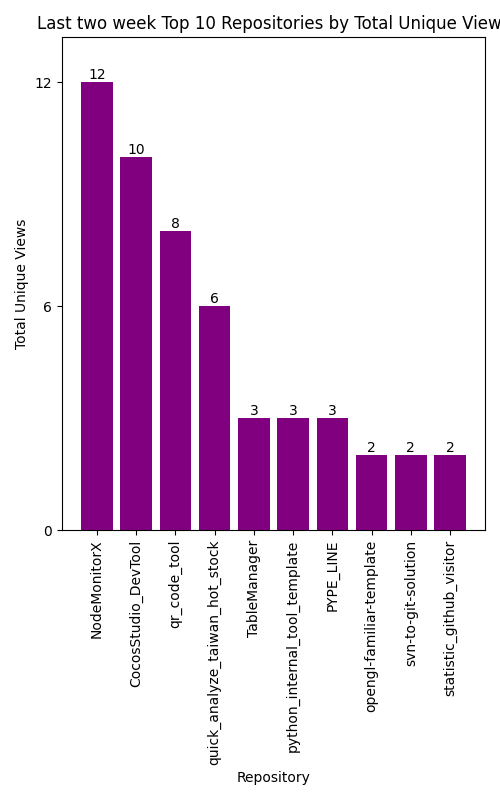 Last two week Top 10 Repositories by Total Unique View
12
10
8
6
3
3
3
2
2
2
12
6
0
Total Unique Views
NodeMonitorX
CocosStudio_DevTool
qr_code_tool
quick_analyze_taiwan_hot_stock
TableManager
python_internal_tool_template
PYPE_LINE
opengl-familiar-template
svn-to-git-solution
statistic_github_visitor
Repository